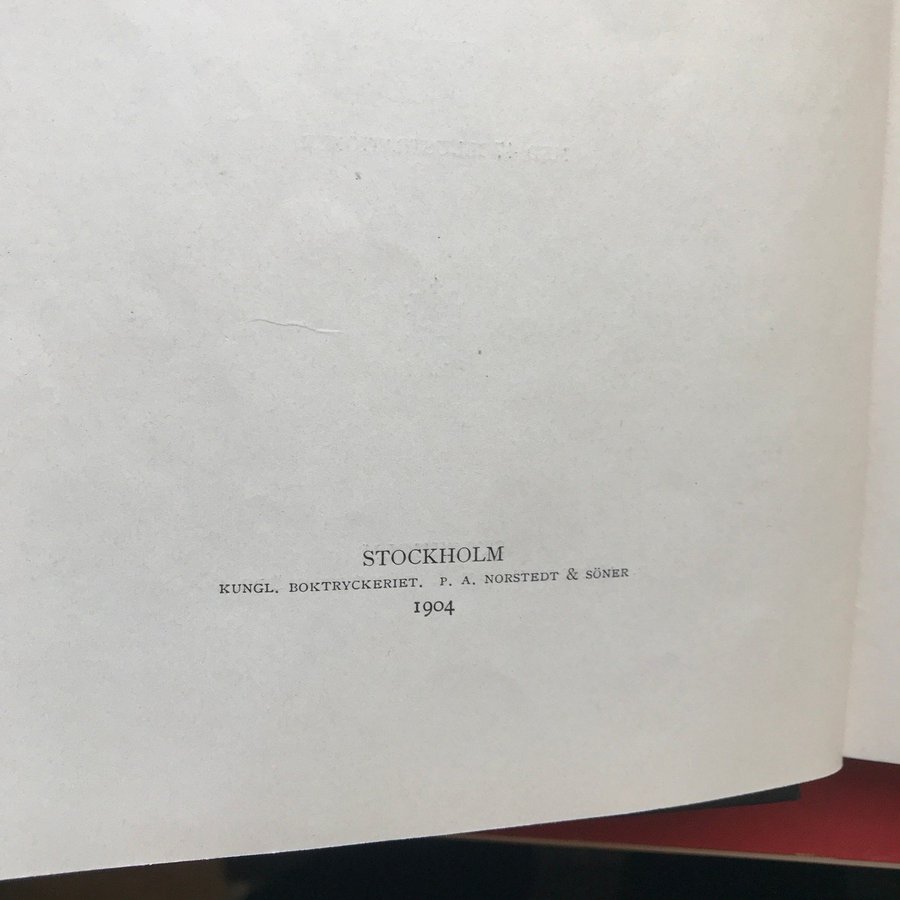 STOCKHOLM
KUNGL. BOKTRYCKERIET. P. A. NORSTEDT & SÖNER
1904